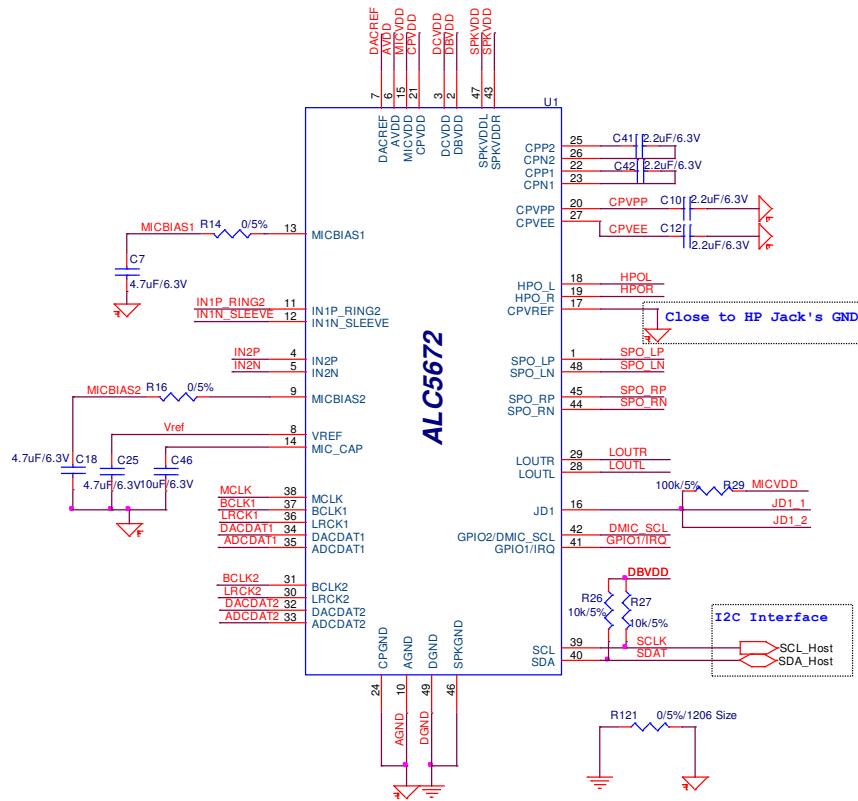 DACREF
AVDD
MICVDD
CPVDD
DCVDD
DBVDD
SPKVDD
SPKVDD
7
6
15
21
3
2
47
43
U1
DACREF
AVDD
MICVDD
CPVDD
DCVDD
DBVDD
SPKVDDL
SPKVDDR
CPP2 25 C41 2.2uF/6.3V
CPN2 26
CPP1 22 C42 2.2uF/6.3V
CPN1 23
CPVPP 20 CPVPP C10 2.2uF/6.3V
CPVEE 27 CPVEE C12 2.2uF/6.3V
MICBIAS1 R14 0/5% 13 MICBIAS1
C7
4.7uF/6.3V
HPO_L 18 HPOL
HPO_R 19 HPOR
CPVREF 17
Close to HP Jack's GND
IN1P_RING2 11 IN1P_RING2
IN1N_SLEEVE 12 IN1N_SLEEVE
IN2P 4 IN2P
IN2N 5 IN2N
SPO_LP 1 SPO_LP
SPO_LN 48 SPO_LN
SPO_RP 45 SPO_RP
SPO_RN 44 SPO_RN
MICBIAS2 R16 0/5% 9 MICBIAS2
Vref 8 VREF
14 MIC_CAP
4.7uF/6.3V C18
C25
4.7uF/6.3V
C46
10uF/6.3V
ALC5672
LOUTR 29 LOUTR
LOUTL 28 LOUTL
100k/5% R29 MICVDD
JD1 16 JD1_1
JD1_2
MCLK 38 MCLK
BCLK1 37 BCLK1
LRCK1 36 LRCK1
DACDAT1 34 DACDAT1
ADCDAT1 35 ADCDAT1
GPIO2/DMIC_SCL 42 DMIC_SCL
GPIO1/IRQ 41 GPIO1/IRQ
BCLK2 31 BCLK2
LRCK2 30 LRCK2
DACDAT2 32 DACDAT2
ADCDAT2 33 ADCDAT2
DBVDD
R26
10k/5%
R27
10k/5%
I2C Interface
SCL 39 SCLK SCL_Host
SDA 40 SDAT SDA_Host
CPGND
AGND
DGND
SPKGND
24
10
49
46
AGND
DGND
R121 0/5%/1206 Size